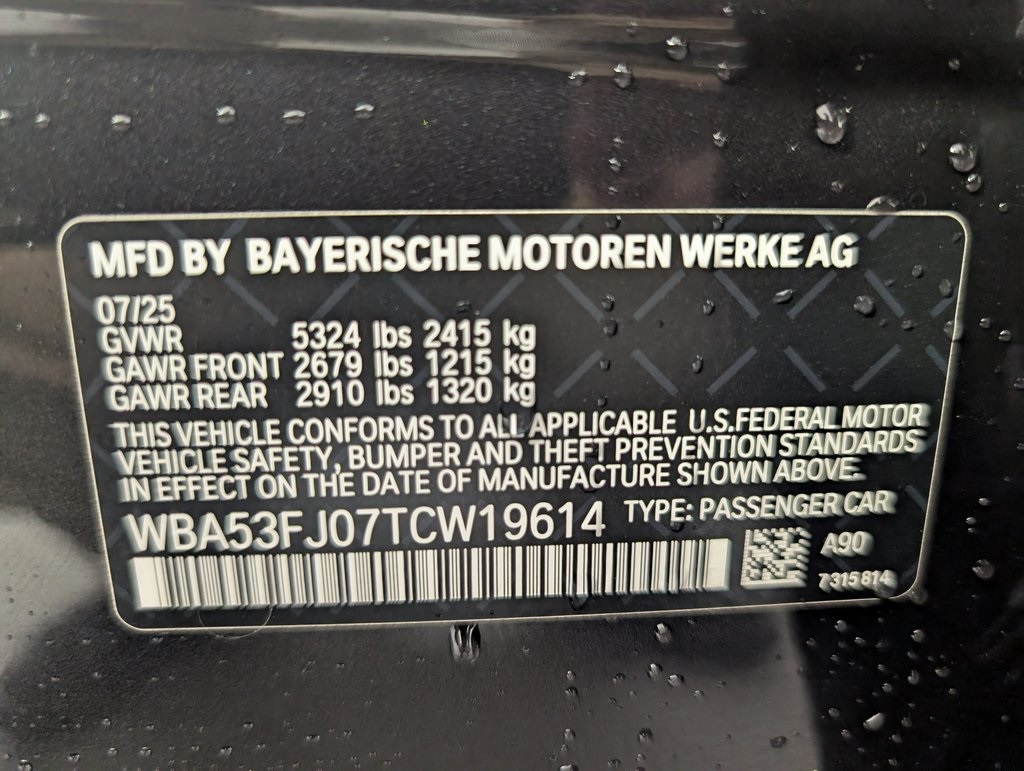 MFD BY BAYERISCHE MOTOREN WERKE AG
07/25
GVWR 5324 lbs 2415 kg
GAWR FRONT 2679 lbs 1215 kg
GAWR REAR 2910 lbs 1320 kg
THIS VEHICLE CONFORMS TO ALL APPLICABLE U.S.FEDERAL MOTOR
VEHICLE SAFETY, BUMPER AND THEFT PREVENTION STANDARDS
IN EFFECT ON THE DATE OF MANUFACTURE SHOWN ABOVE.
WBA53FJ07TCW19614 TYPE: PASSENGER CAR
A90
7315814